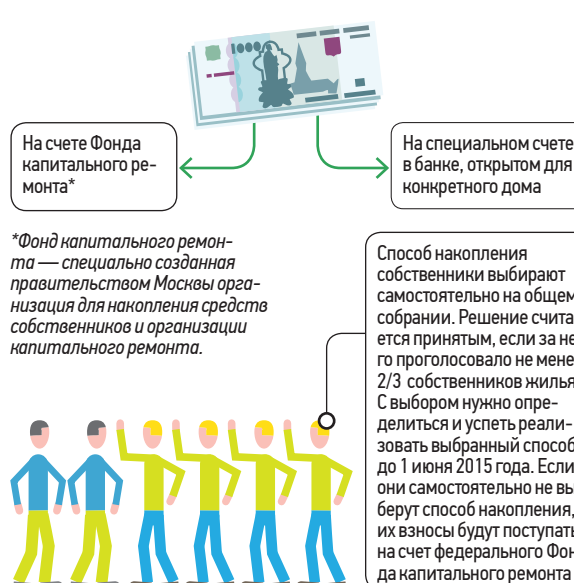 1000
На счете Фонда
капитального ре-
монта*
На специальном счете
в банке, открытом для
конкретного дома
*Фонд капитального ремон-
та — специально созданная
правительством Москвы орга-
низация для накопления средств
собственников и организации
капитального ремонта.
Способ накопления
собственники выбирают
самостоятельно на общем
собрании. Решение счита
ется принятым, если за не
го проголосовало не мене
2/3 собственников жилья
С выбором нужно опре-
делиться и успеть реали-
зовать выбранный способ
до 1 июня 2015 года. Если
они самостоятельно не вы
берут способ накопления,
их взносы будут поступать
на счет федерального Фон
да капитального ремонта